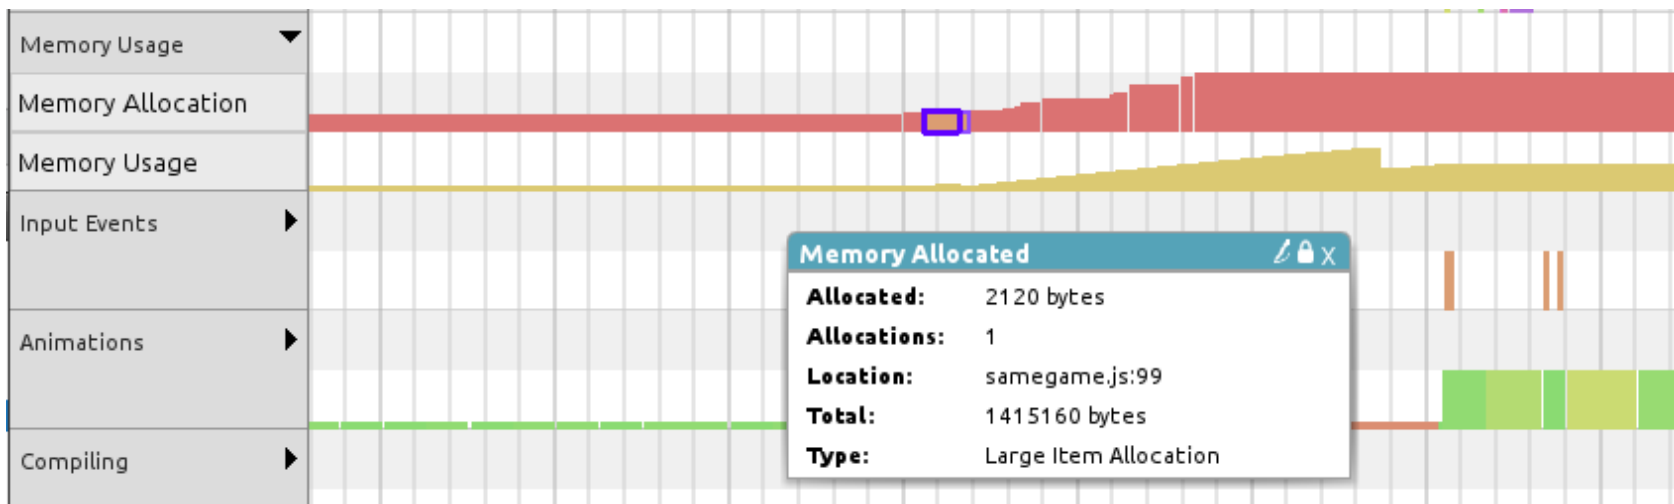 Memory Usage
Memory Allocation
Memory Usage
Input Events
Animations
Compiling
Memory Allocated X
Allocated: 2120 bytes
Allocations: 1
Location: samegame.js:99
Total: 1415160 bytes
Type: Large Item Allocation